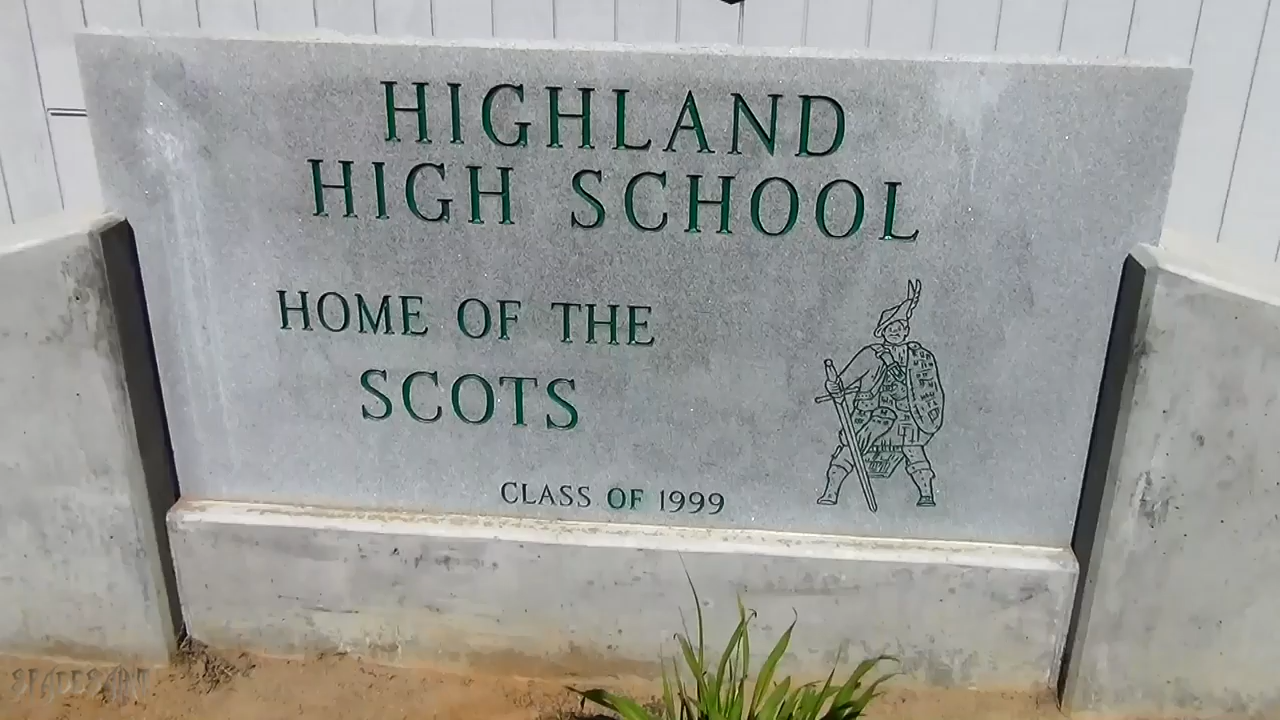 HIGHLAND
HIGH SCHOOL
HOME OF THE
SCOTS
CLASS OF 1999